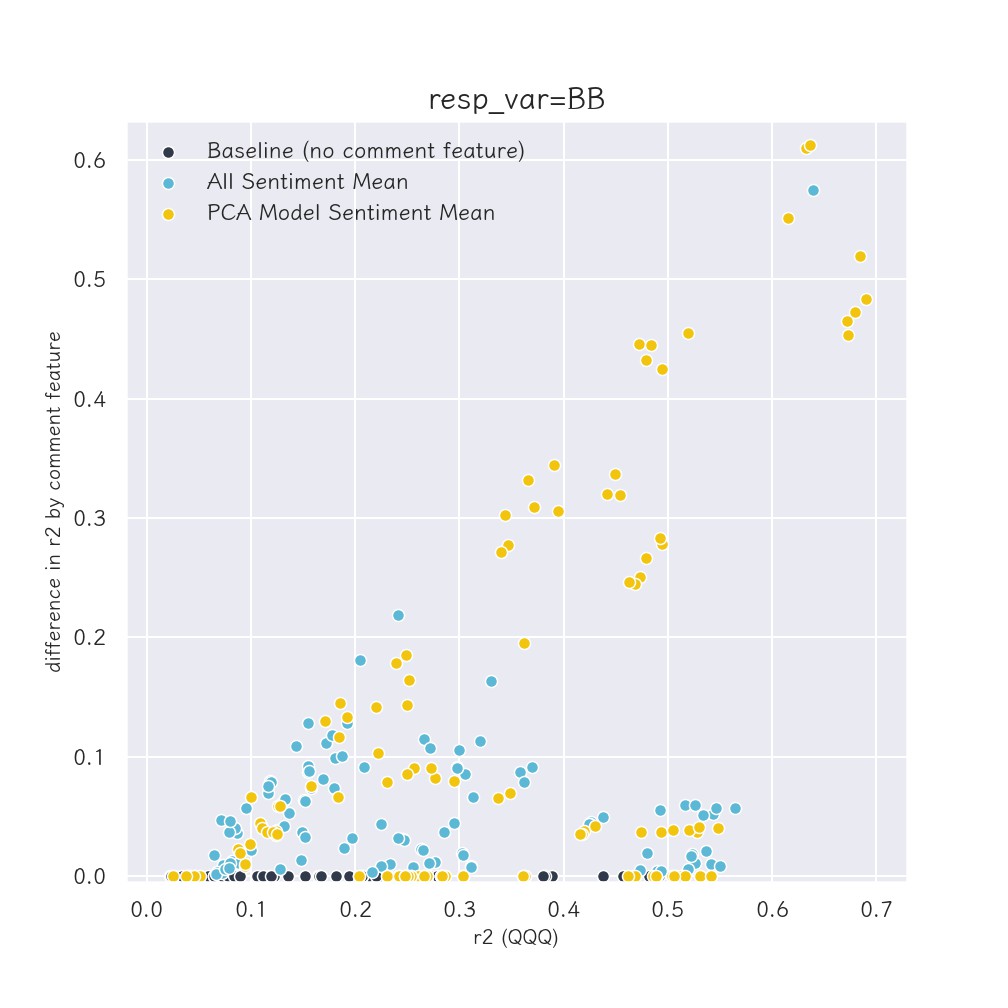 resp_var=BB
Baseline (no comment feature)
All Sentiment Mean
PCA Model Sentiment Mean
difference in r2 by comment feature
0.6
0.5
0.4
0.3
0.2
0.1
0.0
0.0 0.1 0.2 0.3 0.4 0.5 0.6 0.7
r2 (QQQ)